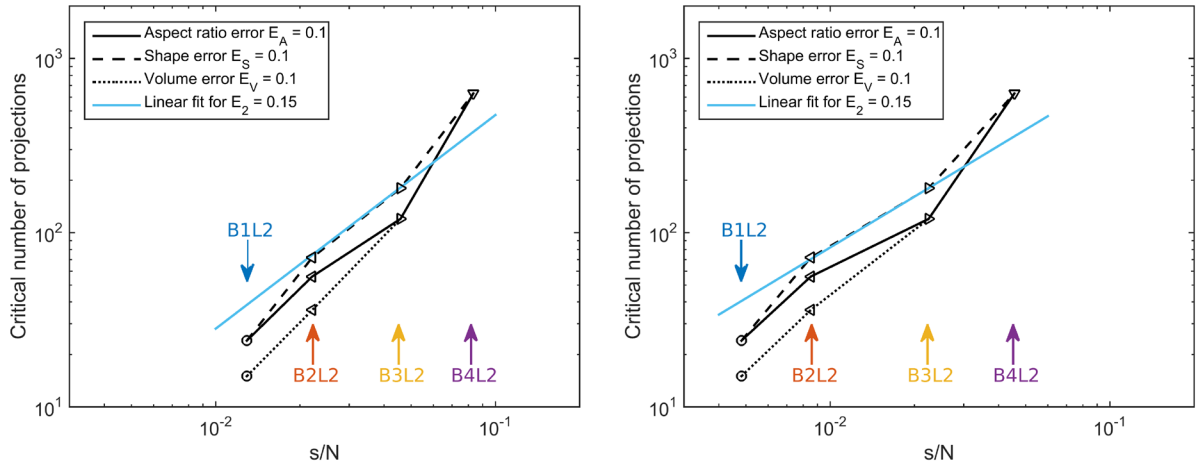 Aspect ratio error E_A = 0.1
Shape error E_S = 0.1
Volume error E_V = 0.1
Linear fit for E_2 = 0.15
Critical number of projections
10^3
10^2
10^1
B1L2
B2L2
B3L2
B4L2
10^-2
10^-1
s/N
Aspect ratio error E_A = 0.1
Shape error E_S = 0.1
Volume error E_V = 0.1
Linear fit for E_2 = 0.15
Critical number of projections
10^3
10^2
10^1
B1L2
B2L2
B3L2
B4L2
10^-2
10^-1
s/N